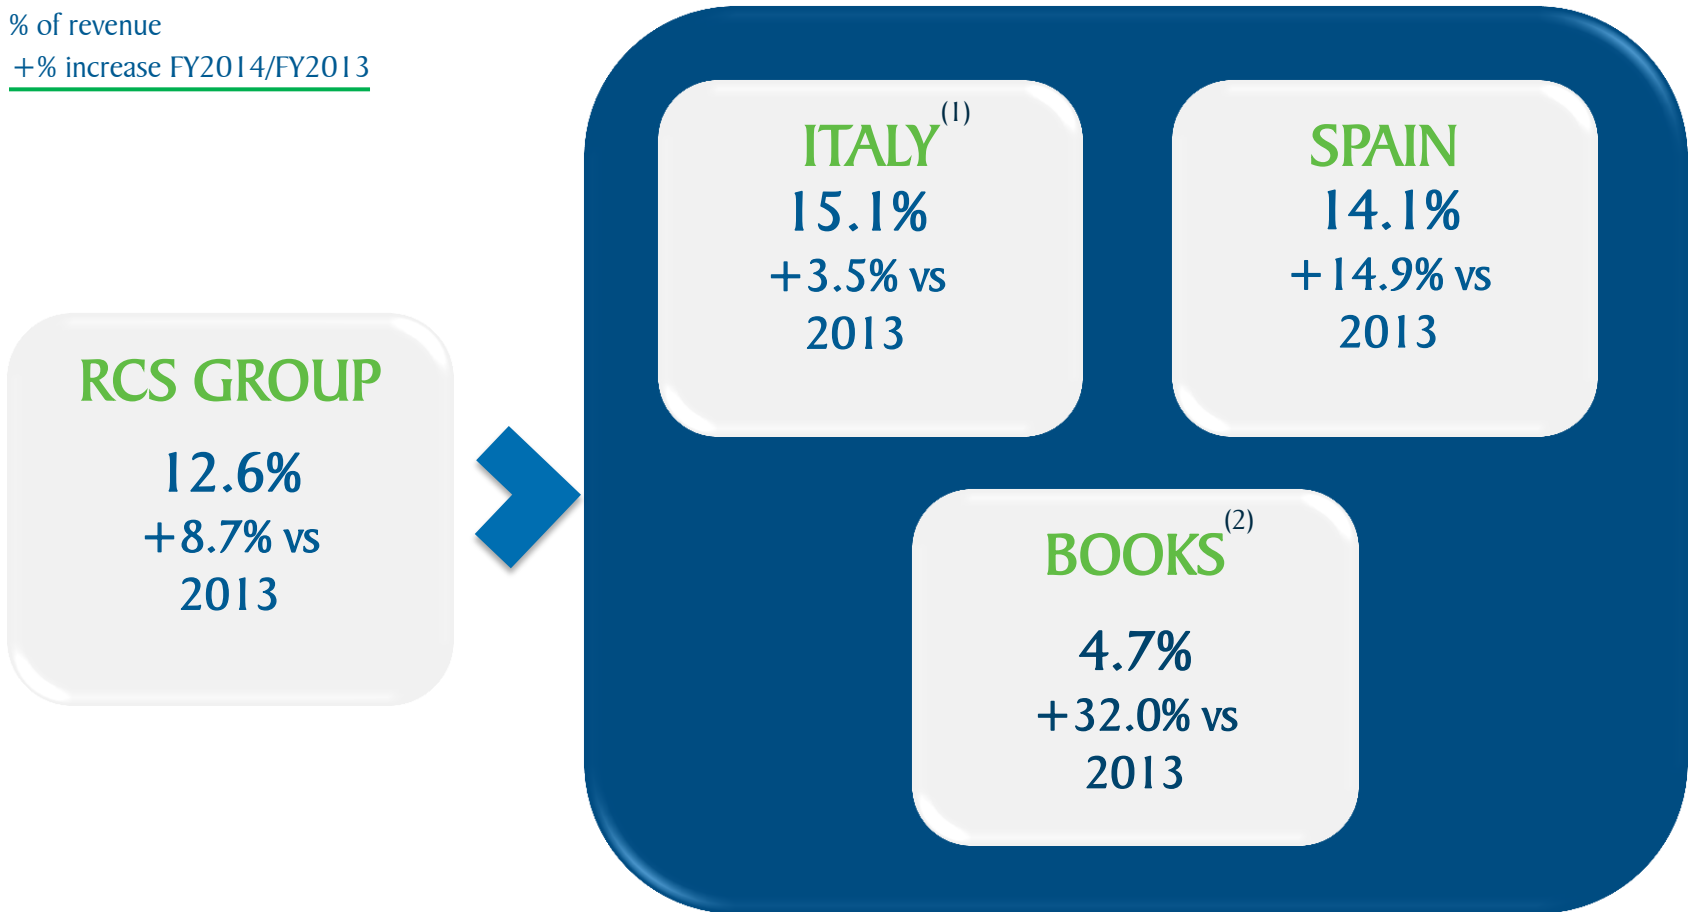 % of revenue
+% increase FY2014/FY2013
RCS GROUP
12.6%
+8.7% vs
2013
ITALY(1)
15.1%
+3.5% vs
2013
SPAIN
14.1%
+14.9% vs
2013
BOOKS(2)
4.7%
+32.0% vs
2013